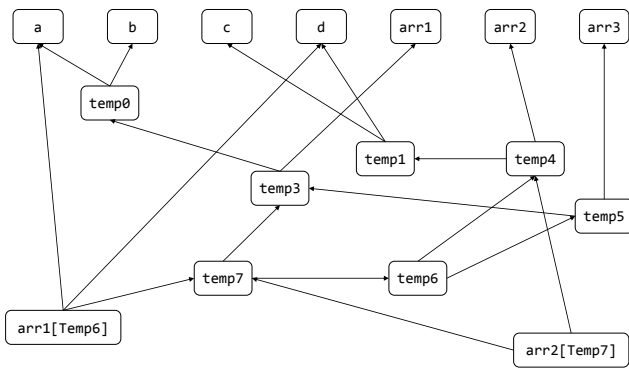 a
b
c
d
arr1
arr2
arr3
temp0
temp1
temp4
temp3
temp5
temp7
temp6
arr1[Temp6]
arr2[Temp7]